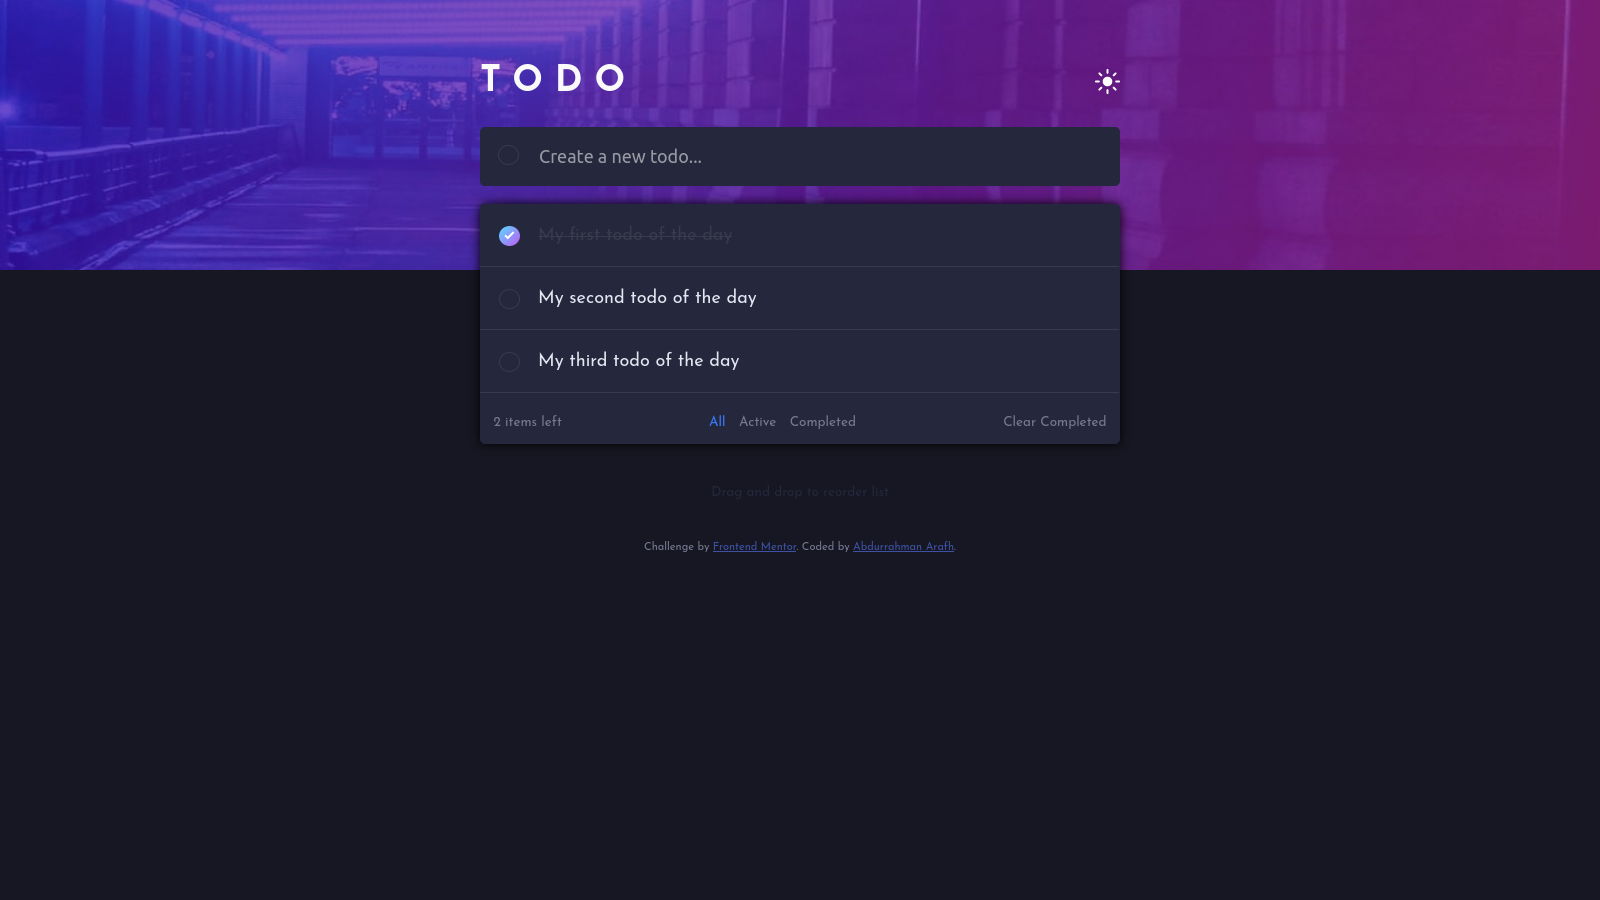 TODO
Create a new todo...
My first todo of the day
My second todo of the day
My third todo of the day
2 items left All Active Completed Clear Completed
Drag and drop to reorder list
Challenge by Frontend Mentor. Coded by Abdurrahman Arafh.